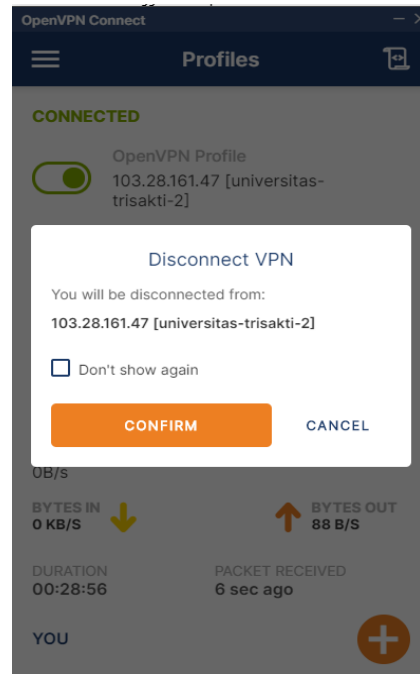 OpenVPN Connect
Profiles
CONNECTED
OpenVPN Profile
103.28.161.47 [universitas-
trisakti-2]
Disconnect VPN
You will be disconnected from:
103.28.161.47 [universitas-trisakti-2]
Don't show again
CONFIRM
CANCEL
0B/s
BYTES IN
0 KB/S
BYTES OUT
88 B/S
DURATION
00:28:56
PACKET RECEIVED
6 sec ago
YOU